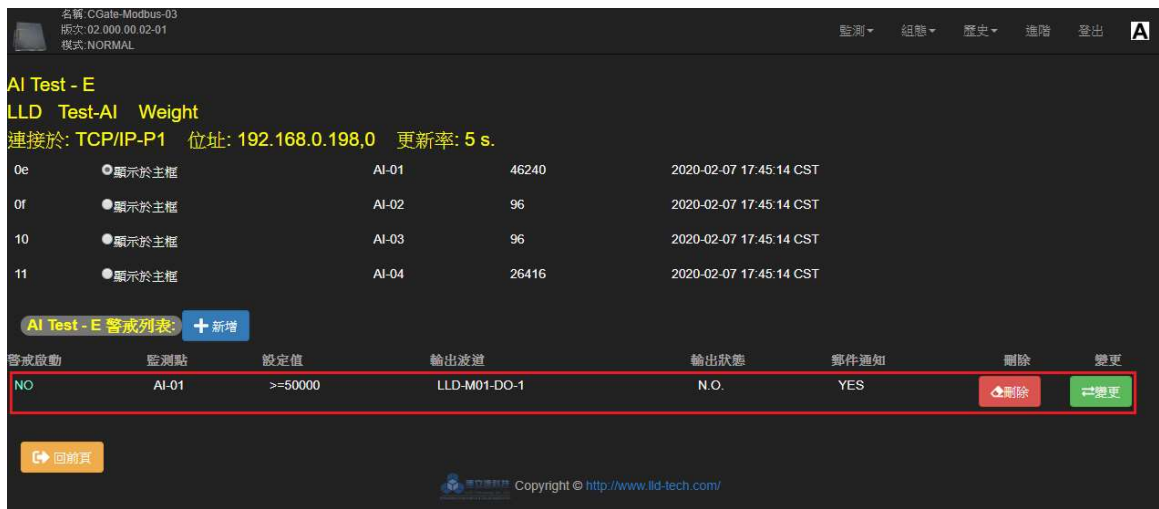 名稱:CGate-Modbus-03
版次:02.000.00.02-01
模式:NORMAL
監測 組態 歷史 進階 登出 A
AI Test - E
LLD Test-AI Weight
連接於: TCP/IP-P1 位址: 192.168.0.198,0 更新率: 5 s.
0e 顯示於主框 AI-01 46240 2020-02-07 17:45:14 CST
0f 顯示於主框 AI-02 96 2020-02-07 17:45:14 CST
10 顯示於主框 AI-03 96 2020-02-07 17:45:14 CST
11 顯示於主框 AI-04 26416 2020-02-07 17:45:14 CST
AI Test - E 警戒列表: 新增
警戒啟動 監測點 設定值 輸出波道 輸出狀態 郵件通知 刪除 變更
NO AI-01 >=50000 LLD-M01-DO-1 N.O. YES 刪除 變更
回前頁
Copyright © http://www.lld-tech.com/